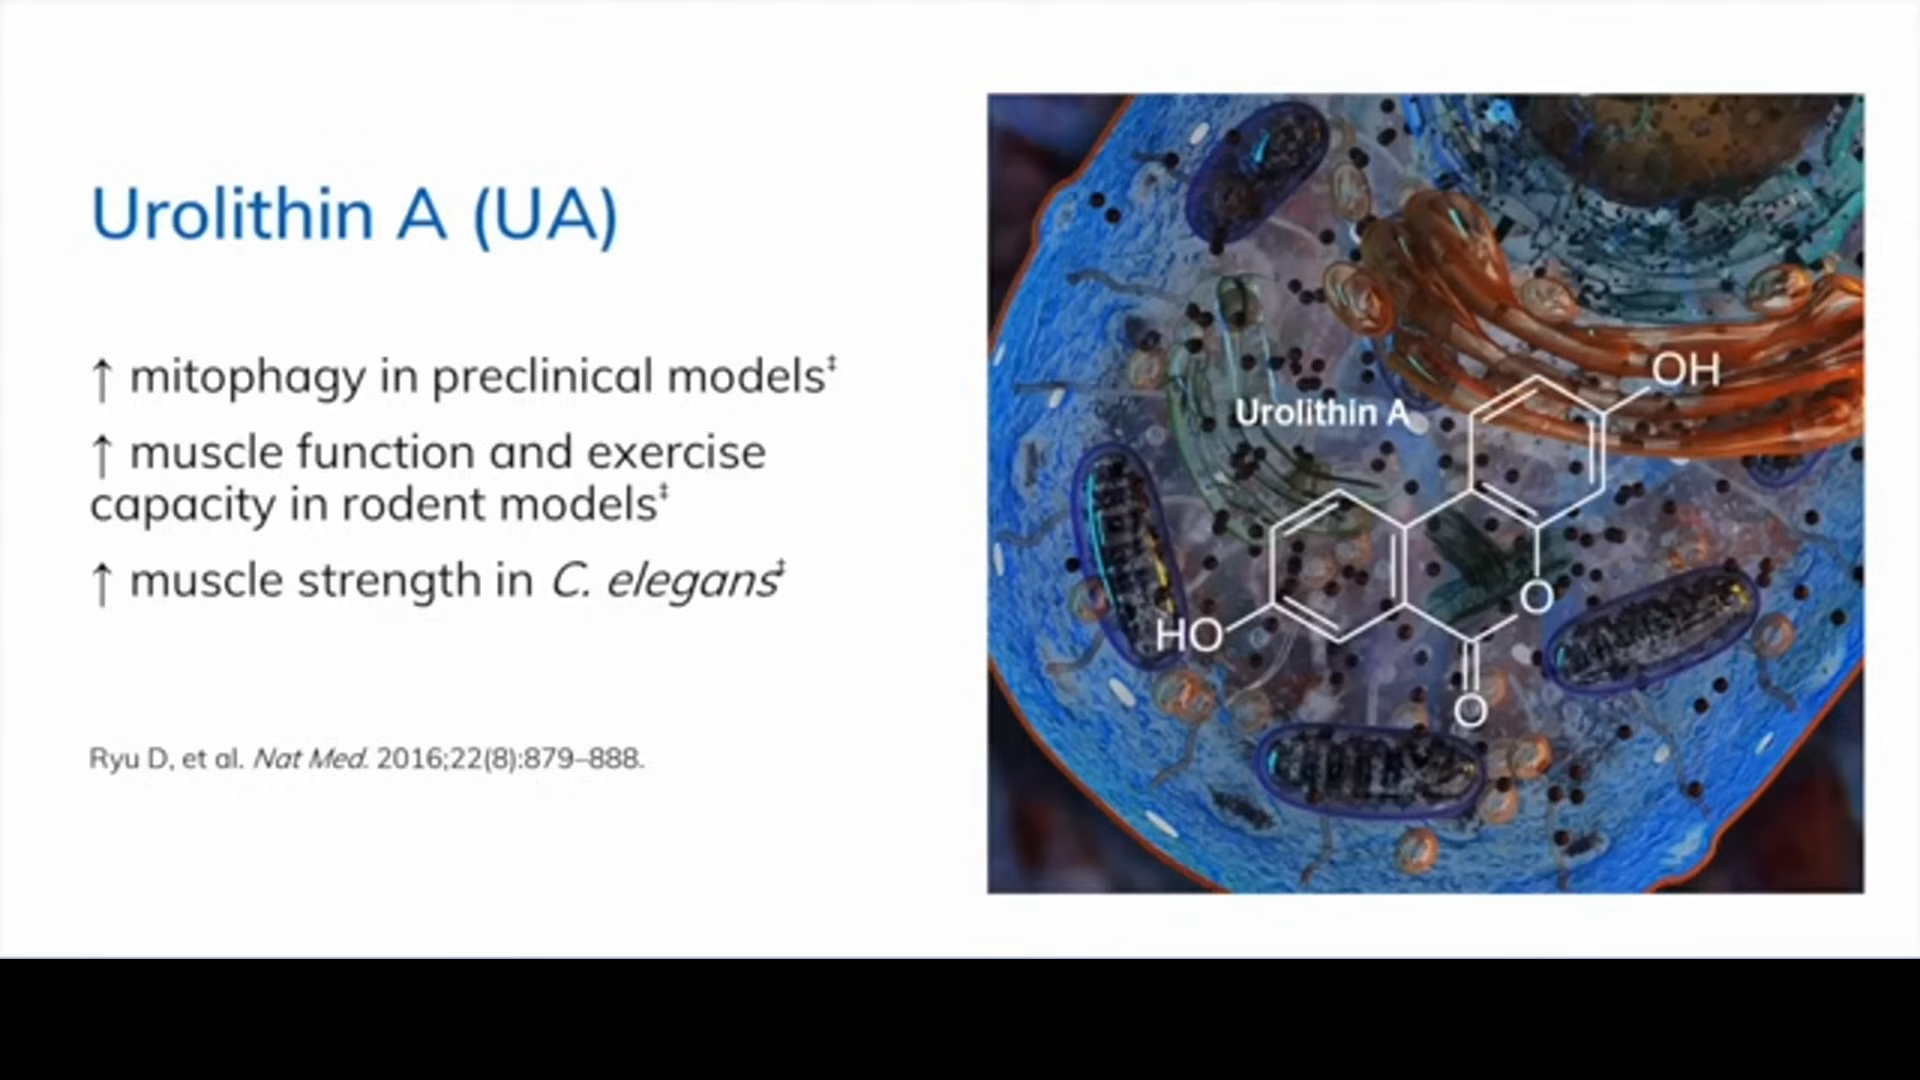 Urolithin A (UA)
↑ mitophagy in preclinical models‡
↑ muscle function and exercise
capacity in rodent models‡
↑ muscle strength in C. elegans‡
Ryu D, et al. Nat Med. 2016;22(8):879–888.
Urolithin A
OH
O
HO
O